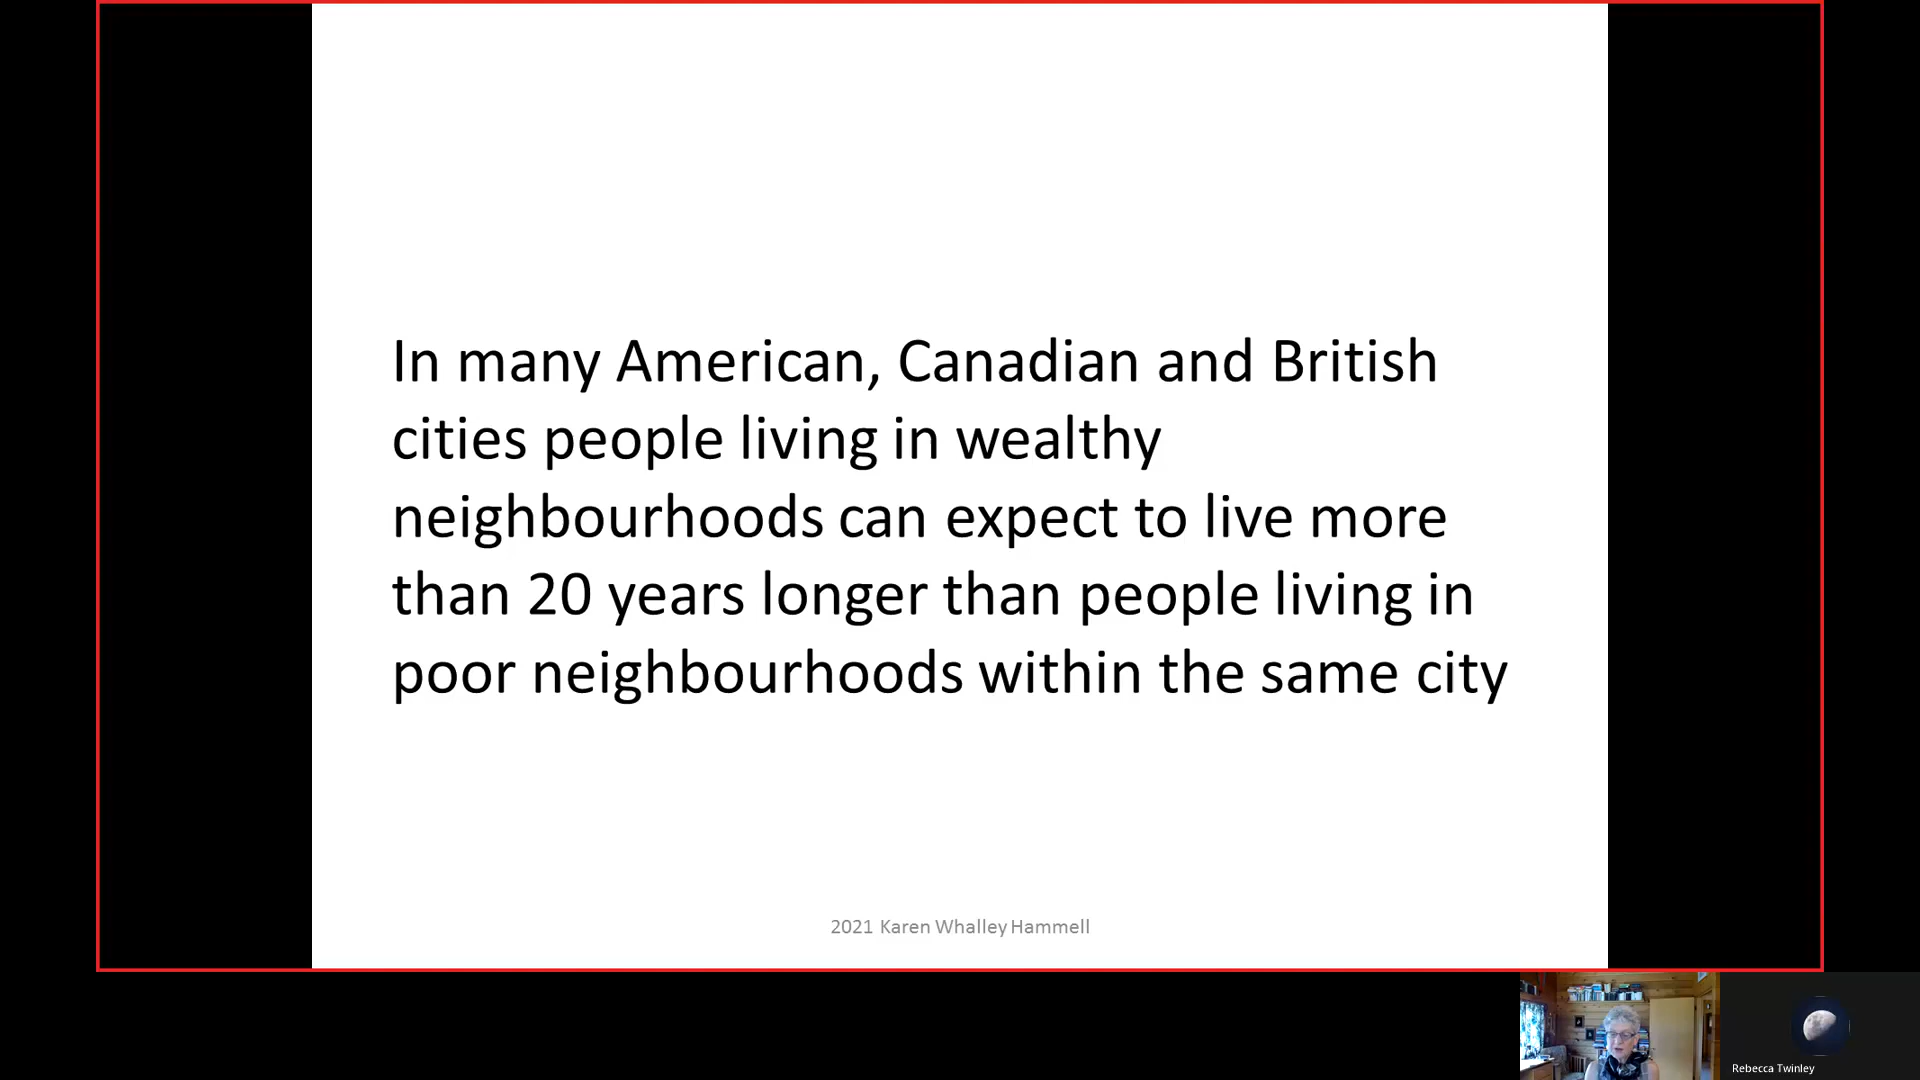 In many American, Canadian and British
cities people living in wealthy
neighbourhoods can expect to live more
than 20 years longer than people living in
poor neighbourhoods within the same city
2021 Karen Whalley Hammell
Rebecca Twinley